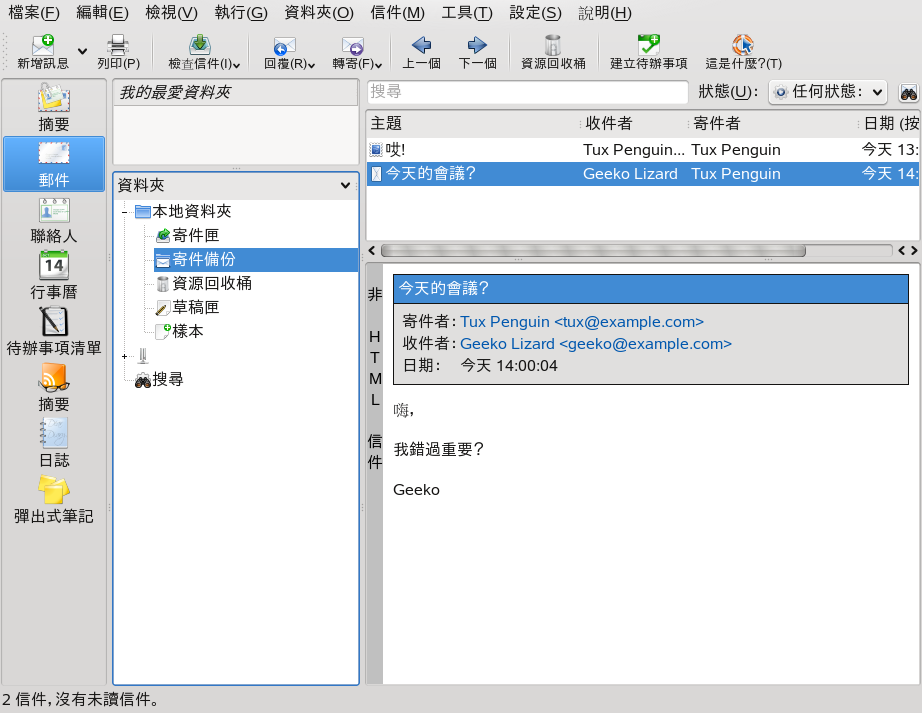 檔案(F) 編輯(E) 檢視(V) 執行(G) 資料夾(O) 信件(M) 工具(T) 設定(S) 說明(H)
新增訊息 列印(P) 檢查信件(I) 回覆(R) 轉寄(F) 上一個 下一個 資源回收桶 建立待辦事項 這是什麼?(T)
摘要
郵件
聯絡人
14
行事曆
待辦事項清單
摘要
日誌
彈出式筆記
我的最愛資料夾
資料夾
本地資料夾
寄件匣
寄件備份
資源回收桶
草稿匣
樣本
搜尋
搜尋 狀態(U): 任何狀態:
主題 收件者 寄件者 日期 (按
哎! Tux Penguin... Tux Penguin 今天 13:
今天的會議? Geeko Lizard Tux Penguin 今天 14:
非
H
T
M
L
信
件
今天的會議?
寄件者: Tux Penguin <tux@example.com>
收件者: Geeko Lizard <geeko@example.com>
日期: 今天 14:00:04
嗨,
我錯過重要?
Geeko
2 信件, 沒有未讀信件。